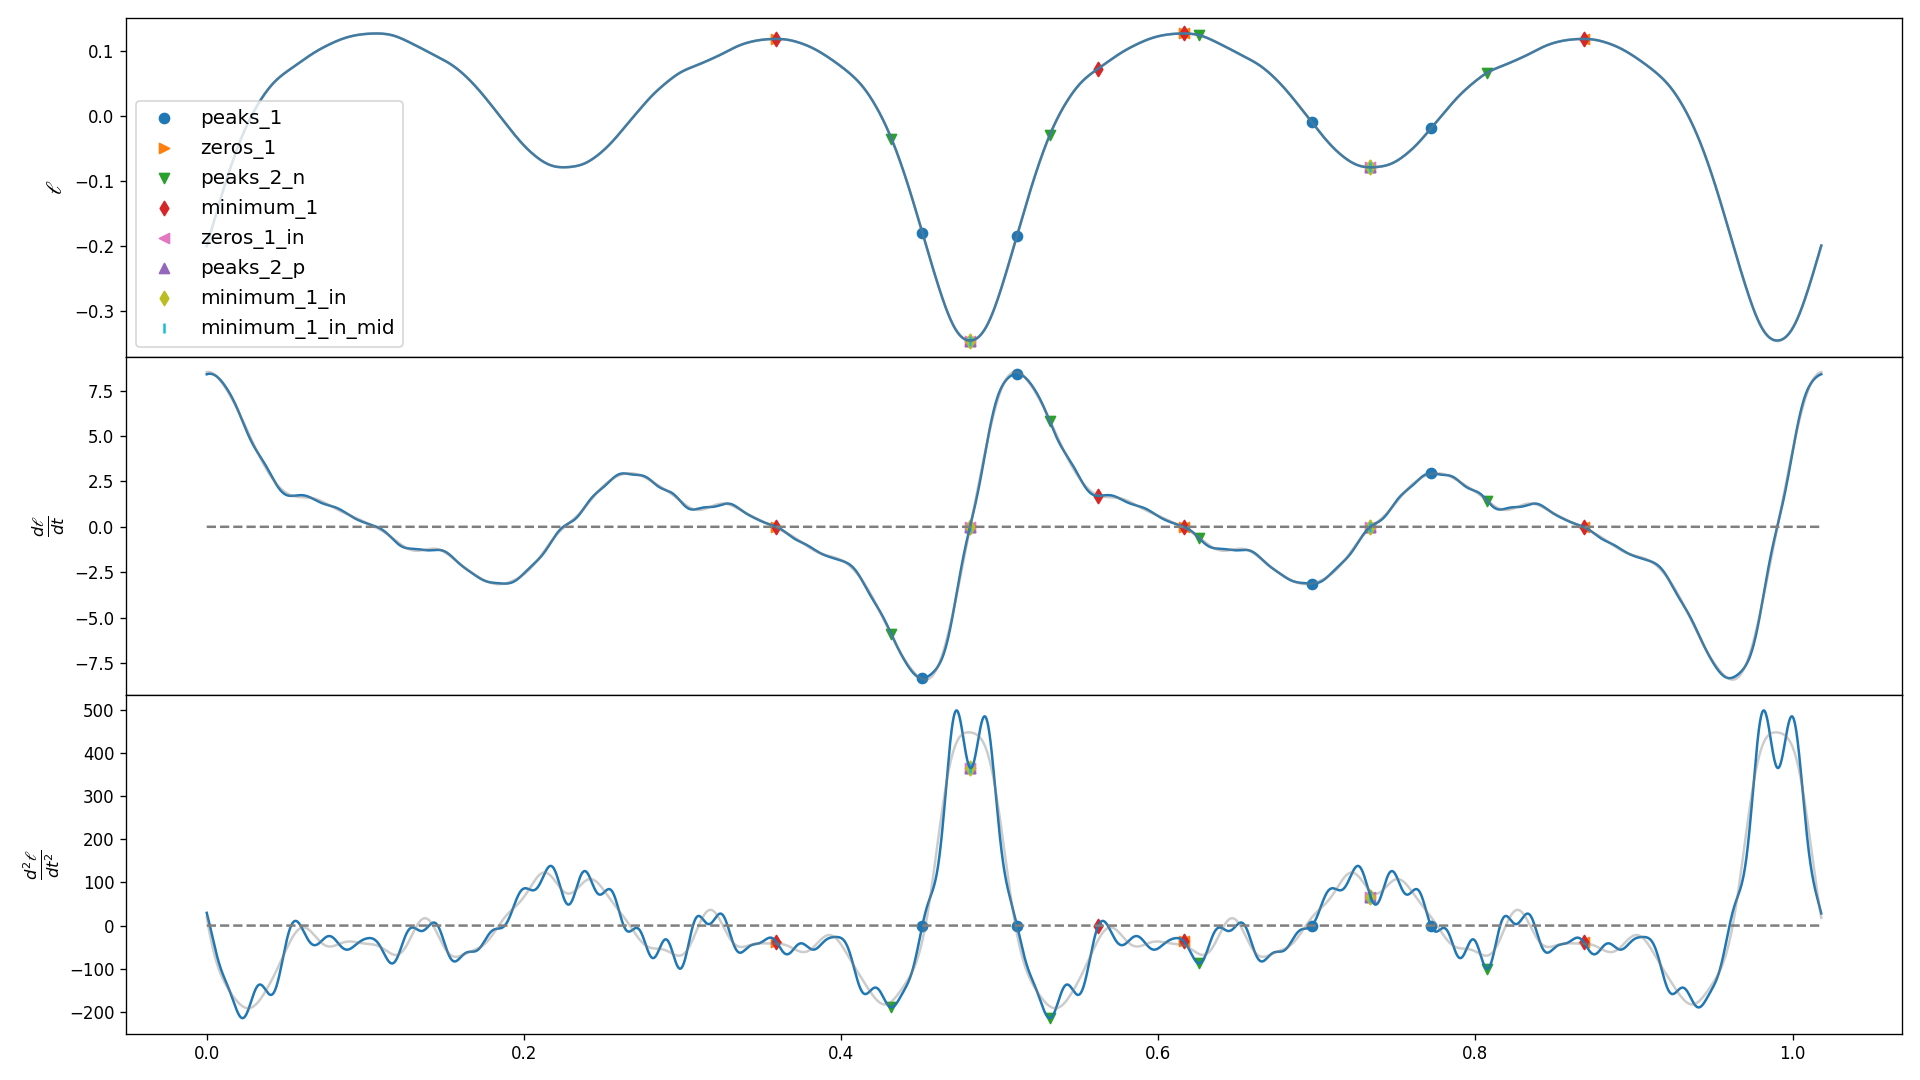 0.1
0.0
−0.1
−0.2
−0.3
ℓ
peaks_1
zeros_1
peaks_2_n
minimum_1
zeros_1_in
peaks_2_p
minimum_1_in
minimum_1_in_mid
7.5
5.0
2.5
0.0
−2.5
−5.0
−7.5
dℓ
dt
500
400
300
200
100
0
−100
−200
d²ℓ
dt²
0.0 0.2 0.4 0.6 0.8 1.0